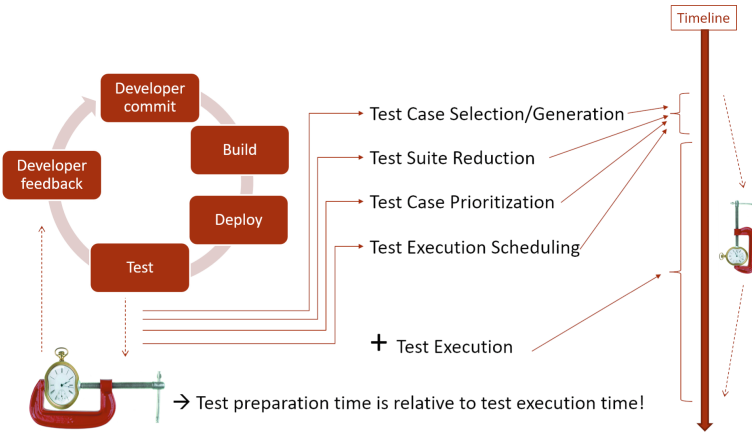 Timeline
Developer
commit
Build
Deploy
Test
Developer
feedback
Test Case Selection/Generation
Test Suite Reduction
Test Case Prioritization
Test Execution Scheduling
+ Test Execution
→ Test preparation time is relative to test execution time!